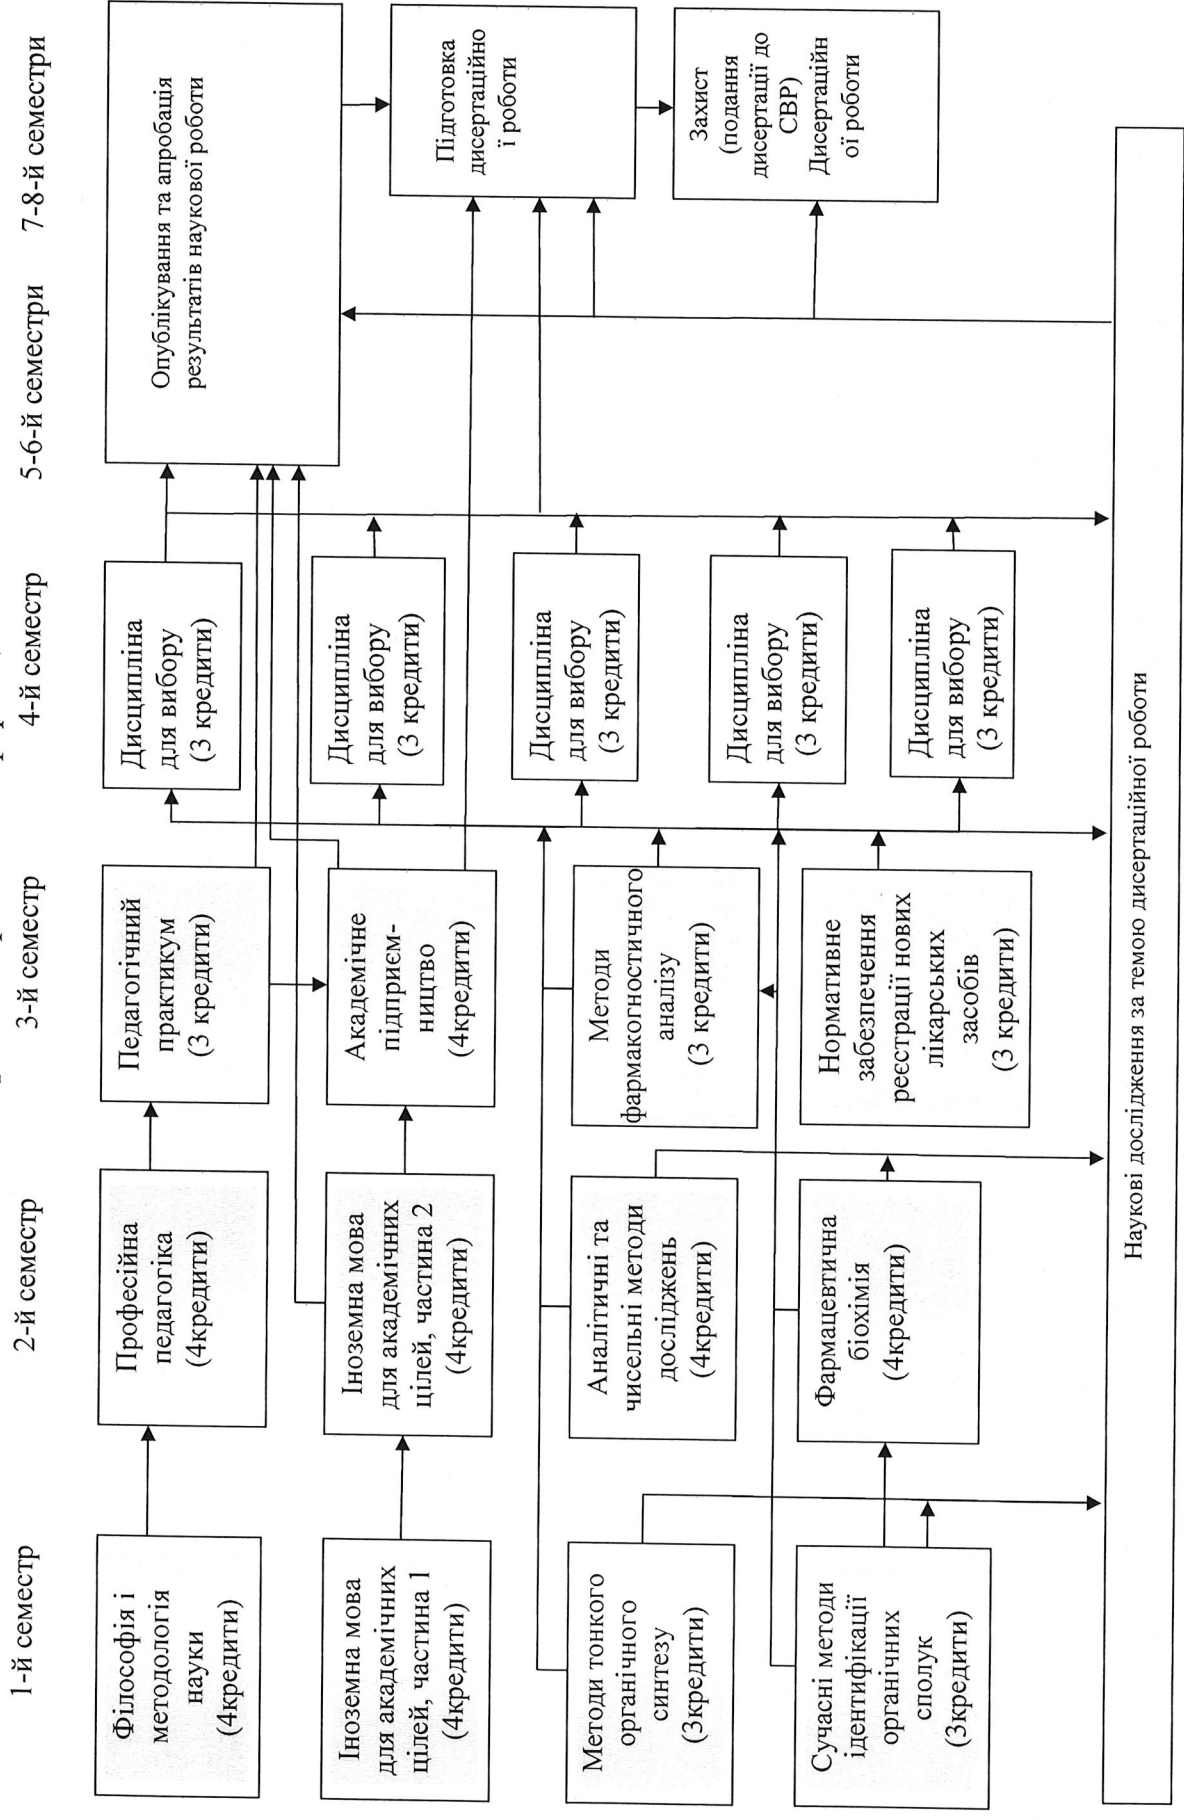 1-й семестр
2-й семестр
3-й семестр
4-й семестр
5-6-й семестри
7-8-й семестри
Філософія і
методологія
науки
(4кредити)
Іноземна мова
для академічних
цілей, частина 1
(4кредити)
Методи тонкого
органічного
синтезу
(3кредити)
Сучасні методи
ідентифікації
органічних
сполук
(3кредити)
Професійна
педагогіка
(4кредити)
Іноземна мова
для академічних
цілей, частина 2
(4кредити)
Аналітичні та
чисельні методи
досліджень
(4кредити)
Фармацевтична
біохімія
(4кредити)
Педагогічний
практикум
(3 кредити)
Академічне
підприєм-
ництво
(4кредити)
Методи
фармакогностичного
аналізу
(3 кредити)
Нормативне
забезпечення
реєстрації нових
лікарських
засобів
(3 кредити)
Дисципліна
для вибору
(3 кредити)
Дисципліна
для вибору
(3 кредити)
Дисципліна
для вибору
(3 кредити)
Дисципліна
для вибору
(3 кредити)
Дисципліна
для вибору
(3 кредити)
Опублікування та апробація
результатів наукової роботи
Підготовка
дисертаційно
ї роботи
Захист
(подання
дисертації до
СВР)
Дисертаційн
ої роботи
Наукові дослідження за темою дисертаційної роботи